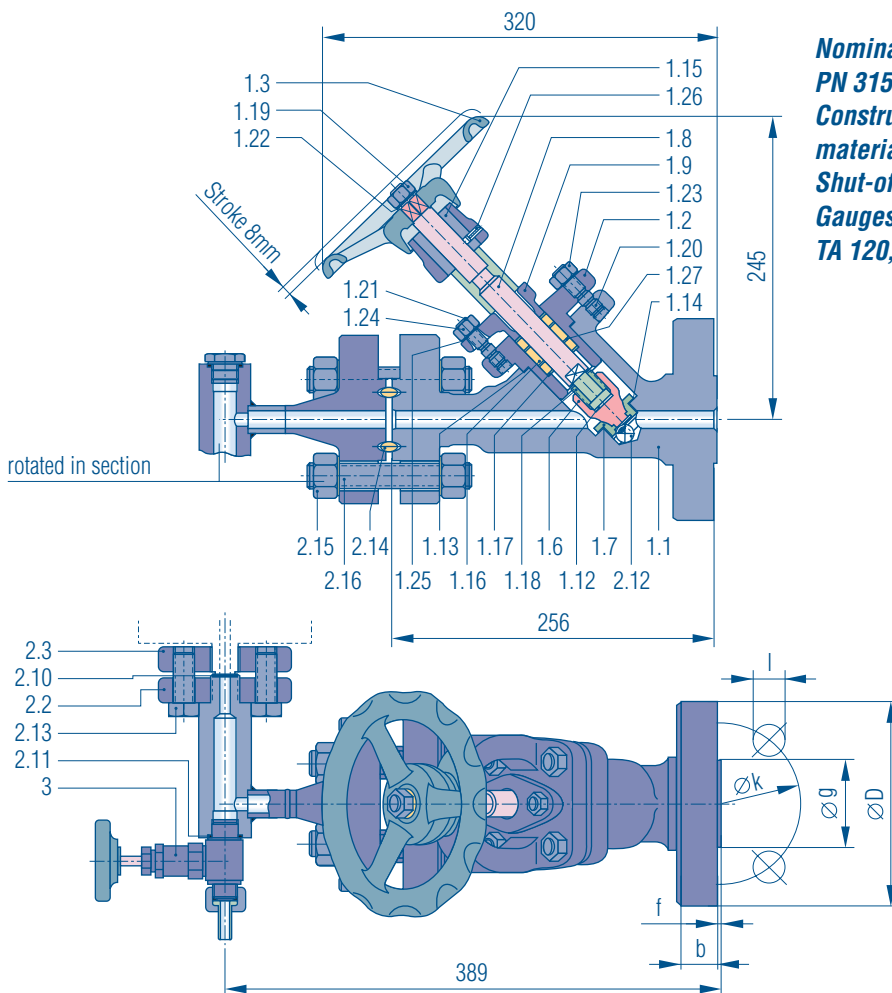 320
Nomina
PN 315
Constru
materia
Shut-of
Gauges
TA 120,
1.3
1.19
1.22
1.15
1.26
1.8
1.9
1.23
1.2
1.20
1.27
1.14
Stroke 8mm
245
1.21
1.24
rotated in section
2.15
2.14
1.13
1.17
1.6
1.7
1.1
2.16
1.25
1.16
1.18
1.12
2.12
256
2.3
2.10
2.2
2.13
2.11
3
l
Øk
Øg
ØD
f
b
389